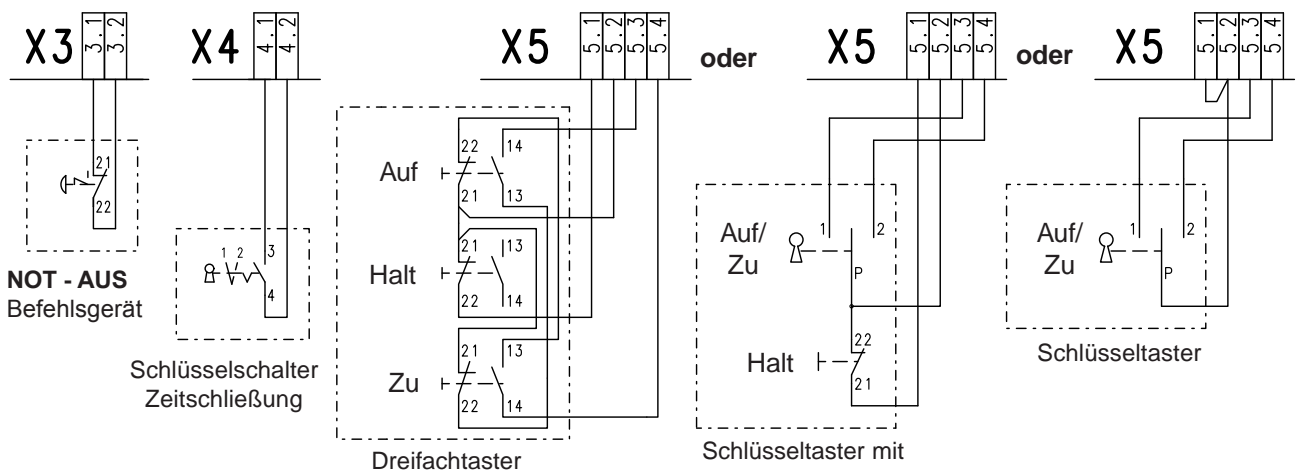 X3
3.1
3.2
21
22
NOT - AUS
Befehlsgerät
X4
4.1
4.2
1 2 3
4
Schlüsselschalter
Zeitschließung
X5
5.1
5.2
5.3
5.4
22 14
Auf
21 13
21 13
Halt
22 14
21 13
Zu
22 14
Dreifachtaster
oder
X5
5.1
5.2
5.3
5.4
1 2
Auf/
Zu
P
22
Halt
21
Schlüsseltaster mit
oder
X5
5.1
5.2
5.3
5.4
1 2
Auf/
Zu
P
Schlüsseltaster